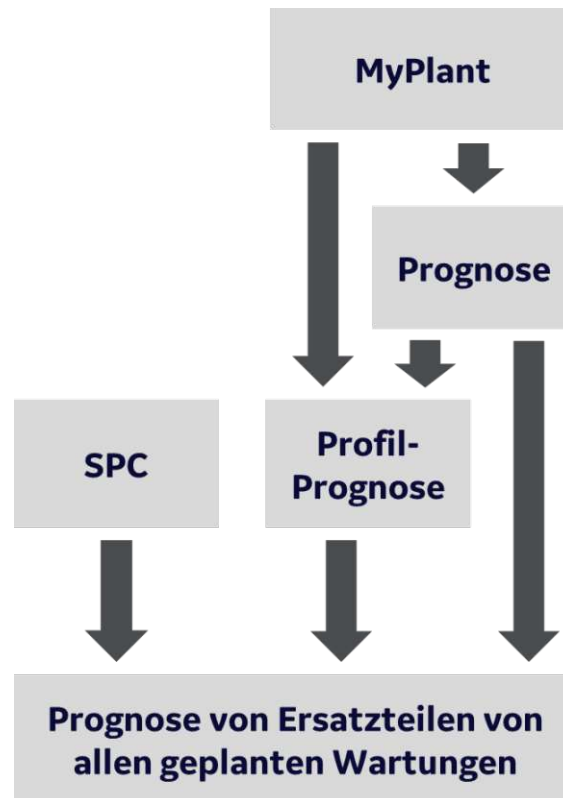 MyPlant
Prognose
SPC
Profil-
Prognose
Prognose von Ersatzteilen von
allen geplanten Wartungen